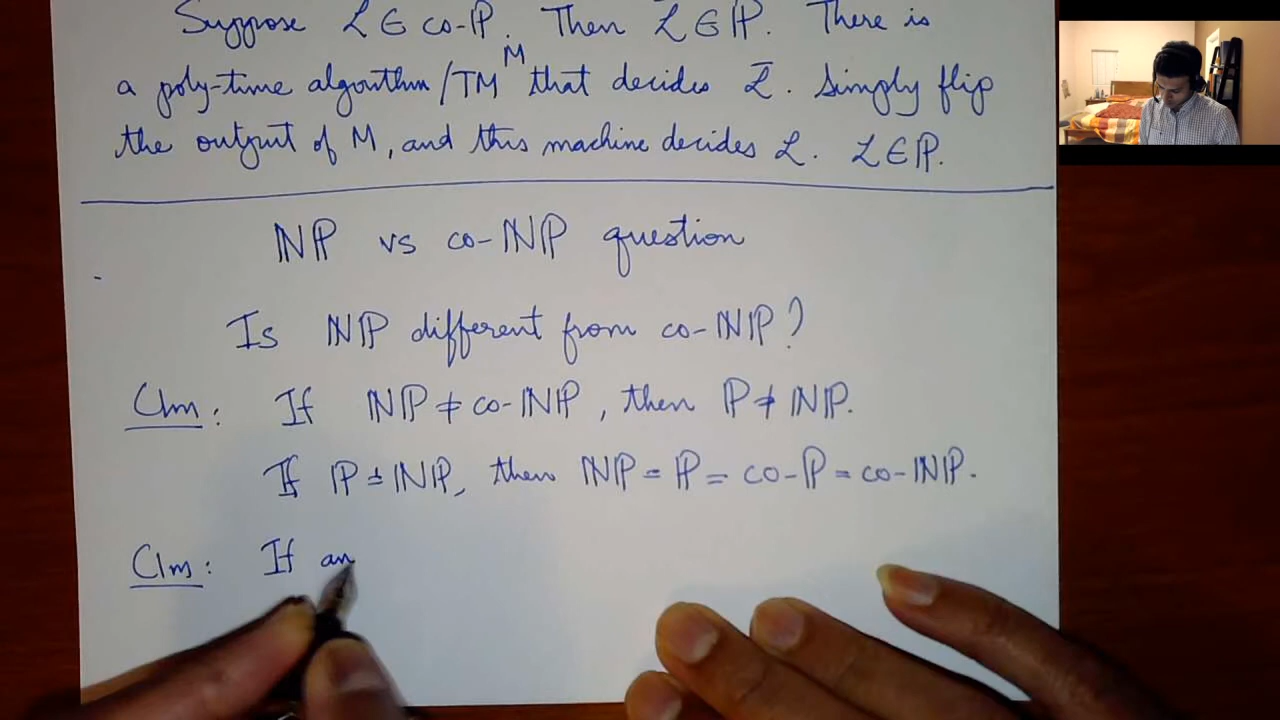 Suppose L ∈ co-ℙ. Then L̄ ∈ ℙ. There is
a poly-time algorithm/TM M that decides L̄. Simply flip
the output of M, and this machine decides L. L ∈ ℙ.
ℕℙ vs co-ℕℙ question
Is ℕℙ different from co-ℕℙ?
Clm: If ℕℙ ≠ co-ℕℙ, then ℙ ≠ ℕℙ.
If ℙ = ℕℙ, then ℕℙ = ℙ = co-ℙ = co-ℕℙ.
Clm: If an